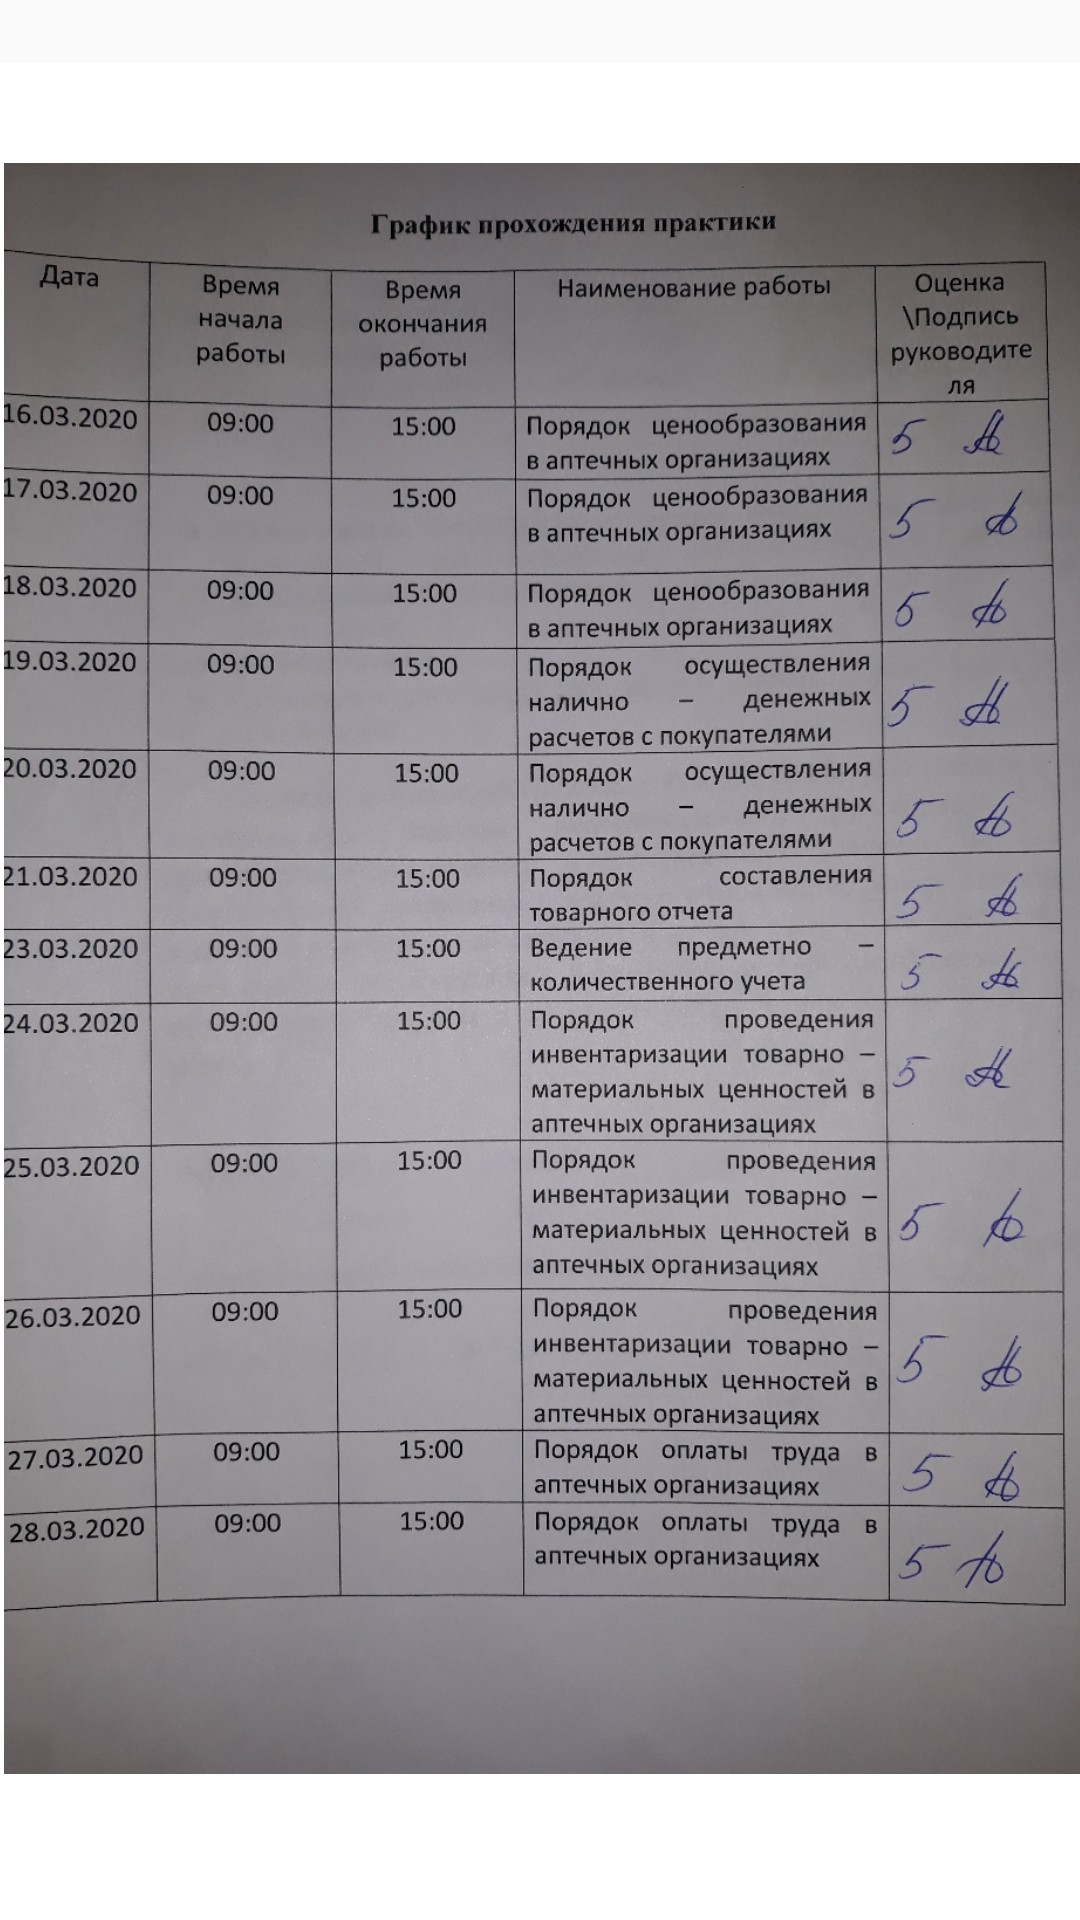 График прохождения практики
Дата
Время
начала
работы
Время
окончания
работы
Наименование работы
Оценка
\Подпись
руководите
ля
16.03.2020
09:00
15:00
Порядок ценообразования
в аптечных организациях
5
17.03.2020
09:00
15:00
Порядок ценообразования
в аптечных организациях
5
18.03.2020
09:00
15:00
Порядок ценообразования
в аптечных организациях
5
19.03.2020
09:00
15:00
Порядок осуществления
налично – денежных
расчетов с покупателями
5
20.03.2020
09:00
15:00
Порядок осуществления
налично – денежных
расчетов с покупателями
5
21.03.2020
09:00
15:00
Порядок составления
товарного отчета
5
23.03.2020
09:00
15:00
Ведение предметно –
количественного учета
5
24.03.2020
09:00
15:00
Порядок проведения
инвентаризации товарно –
материальных ценностей в
аптечных организациях
5
25.03.2020
09:00
15:00
Порядок проведения
инвентаризации товарно –
материальных ценностей в
аптечных организациях
5
26.03.2020
09:00
15:00
Порядок проведения
инвентаризации товарно –
материальных ценностей в
аптечных организациях
5
27.03.2020
09:00
15:00
Порядок оплаты труда в
аптечных организациях
5
28.03.2020
09:00
15:00
Порядок оплаты труда в
аптечных организациях
5